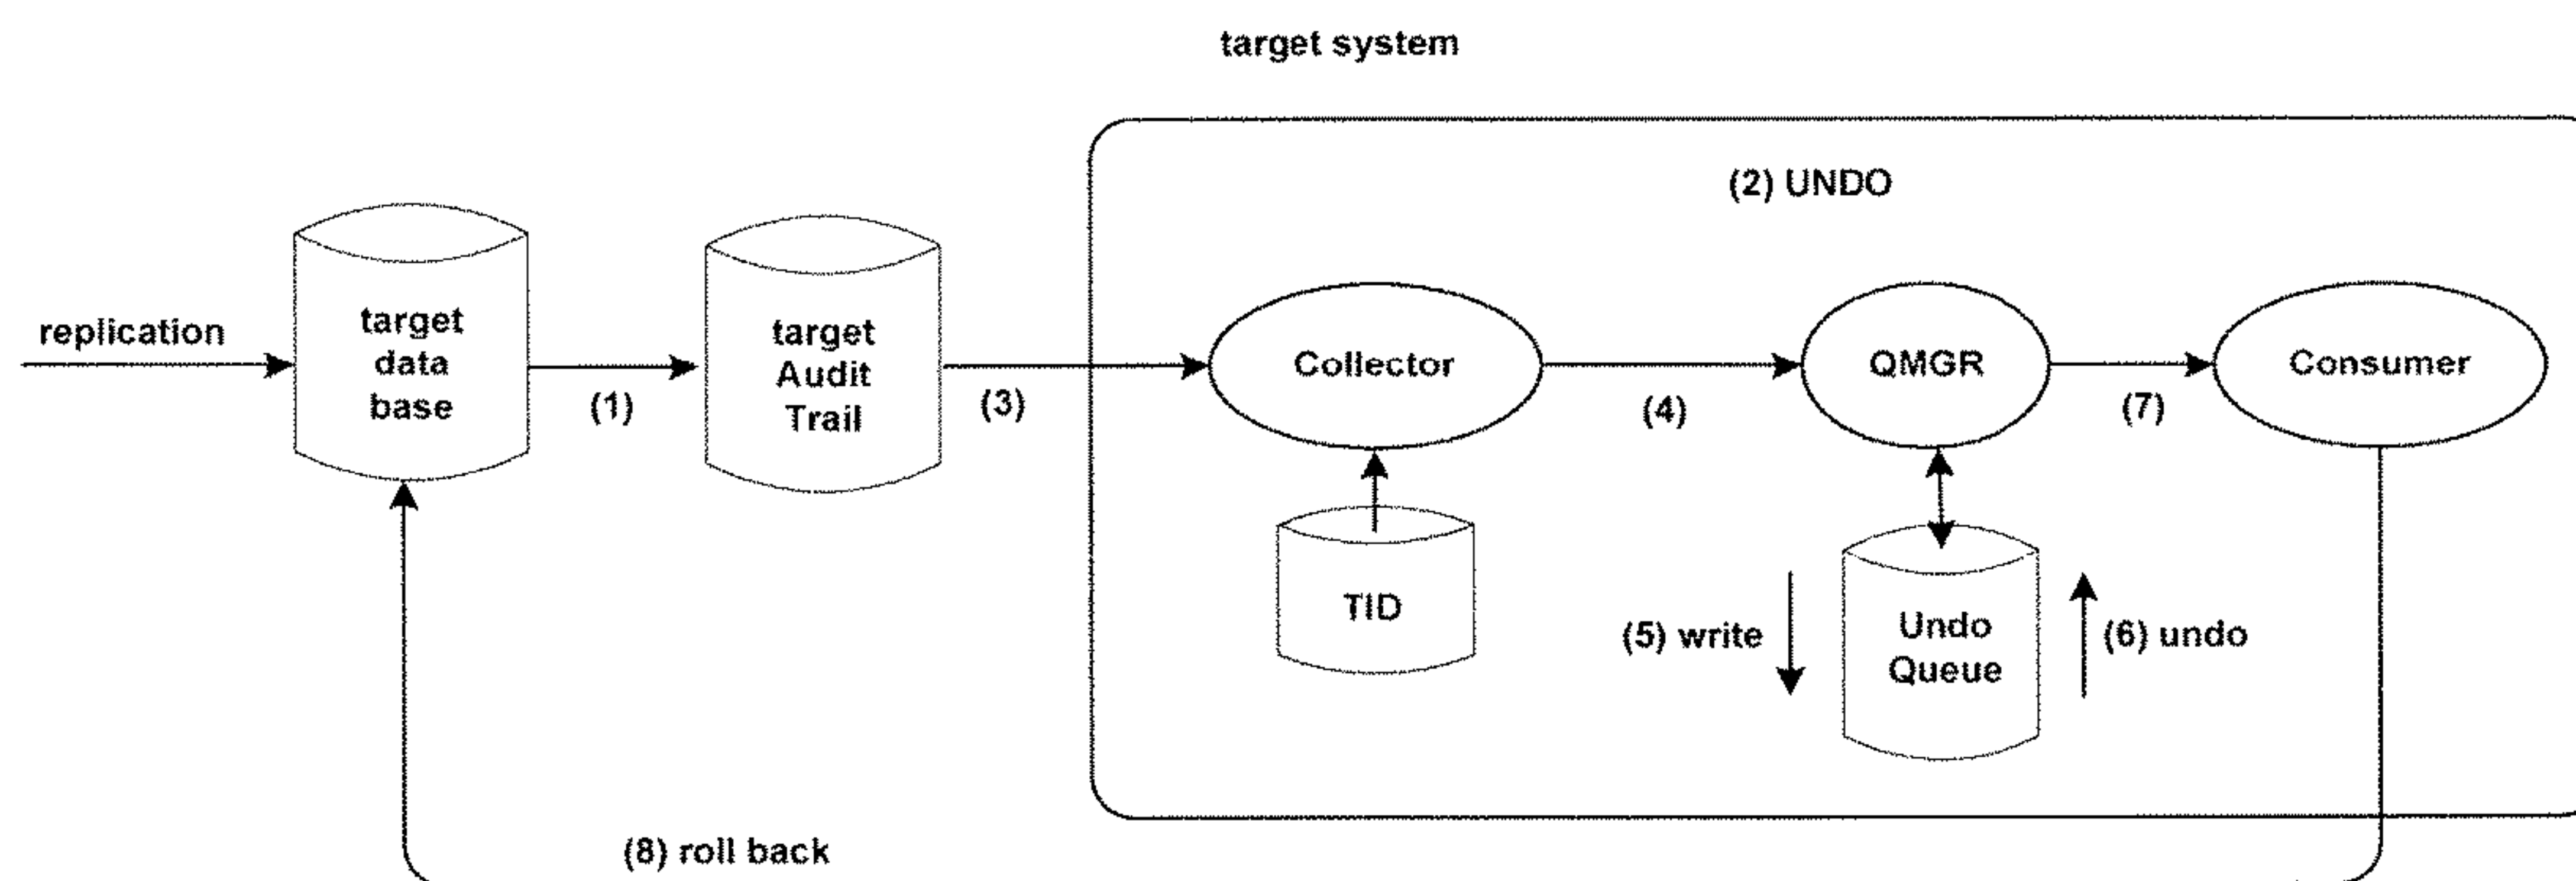 target system
(2) UNDO
replication
target
data
base
(1)
target
Audit
Trail
(3)
Collector
(4)
QMGR
(7)
Consumer
TID
(5) write
Undo
Queue
(6) undo
(8) roll back